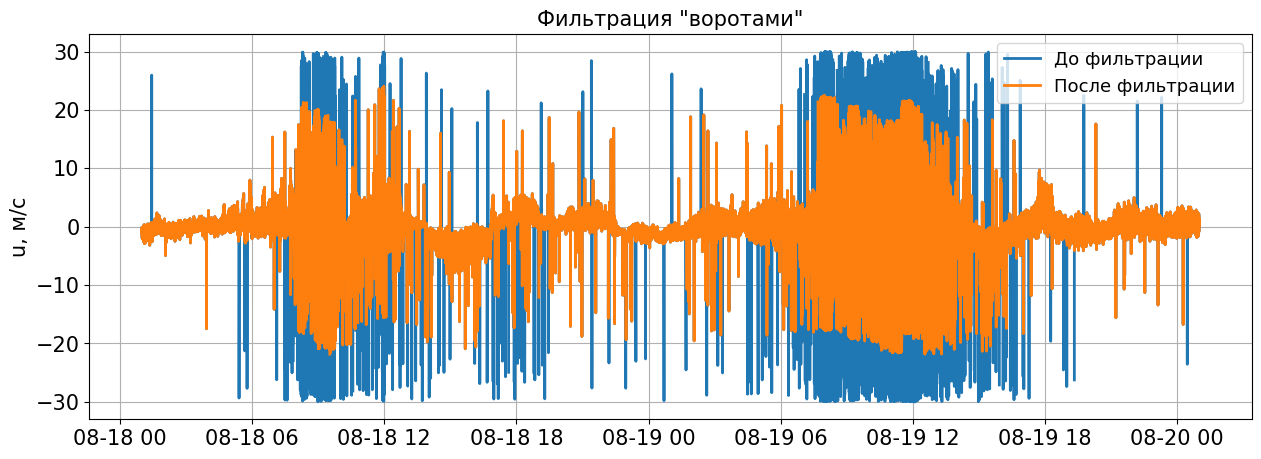 Фильтрация "воротами"
До фильтрации
После фильтрации
u, м/с
30
20
10
0
−10
−20
−30
08-18 00 08-18 06 08-18 12 08-18 18 08-19 00 08-19 06 08-19 12 08-19 18 08-20 00